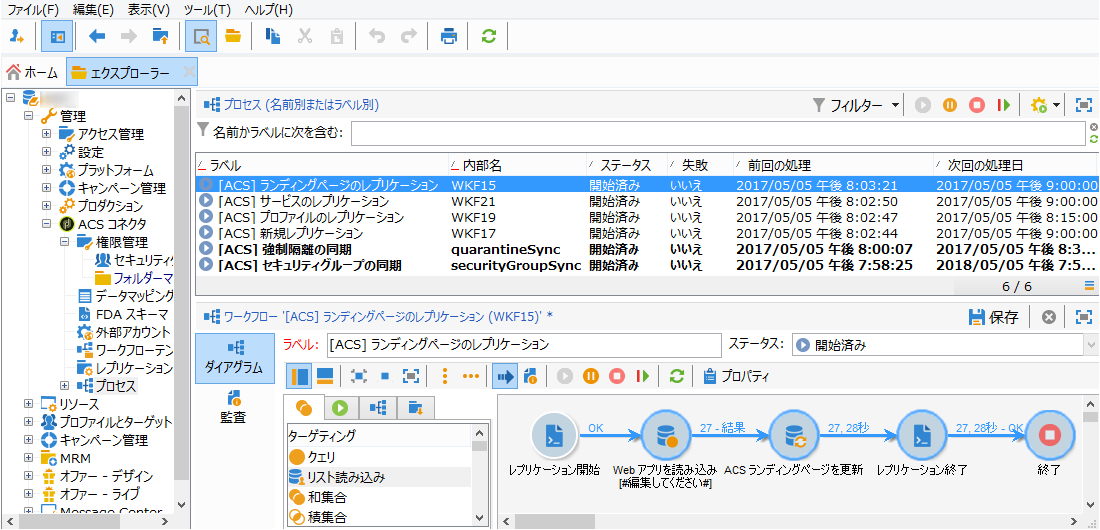 ファイル(F) 編集(E) 表示(V) ツール(T) ヘルプ(H)
ホーム エクスプローラー
管理
アクセス管理
設定
プラットフォーム
キャンペーン管理
プロダクション
ACS コネクタ
権限管理
セキュリティ
フォルダーマ
データマッピング
FDA スキーマ
外部アカウント
ワークフローテン
レプリケーション
プロセス
リソース
プロファイルとターゲット
キャンペーン管理
MRM
オファー - デザイン
オファー - ライブ
Message Center
プロセス (名前別またはラベル別) フィルター
名前かラベルに次を含む:
ラベル 内部名 ステータス 失敗 前回の処理 次回の処理日
[ACS] ランディングページのレプリケーション WKF15 開始済み いいえ 2017/05/05 午後 8:03:21 2017/05/05 午後 9:00:00
[ACS] サービスのレプリケーション WKF21 開始済み いいえ 2017/05/05 午後 8:02:50 2017/05/05 午後 9:00:00
[ACS] プロファイルのレプリケーション WKF19 開始済み いいえ 2017/05/05 午後 8:02:47 2017/05/05 午後 8:15:00
[ACS] 新規レプリケーション WKF17 開始済み いいえ 2017/05/05 午後 8:02:44 2017/05/05 午後 9:00:00
[ACS] 強制隔離の同期 quarantineSync 開始済み いいえ 2017/05/05 午後 8:00:07 2017/05/05 午後 8:3...
[ACS] セキュリティグループの同期 securityGroupSync 開始済み いいえ 2017/05/05 午後 7:58:25 2018/05/05 午後 7:5...
6 / 6
ワークフロー '[ACS] ランディングページのレプリケーション (WKF15)' * 保存
ダイアグラム
監査
ラベル: [ACS] ランディングページのレプリケーション ステータス: 開始済み
プロパティ
ターゲティング
クエリ
リスト読み込み
和集合
積集合
OK 27 - 結果 27, 28秒 27, 28秒 - OK
レプリケーション開始 Web アプリを読み込み ACS ランディングページを更新 レプリケーション終了 終了
[#編集してください#]